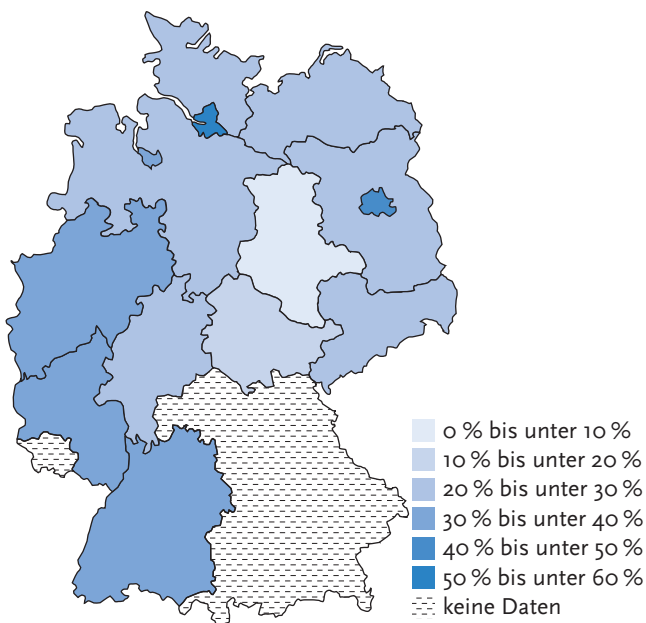 0 % bis unter 10 %
10 % bis unter 20 %
20 % bis unter 30 %
30 % bis unter 40 %
40 % bis unter 50 %
50 % bis unter 60 %
keine Daten